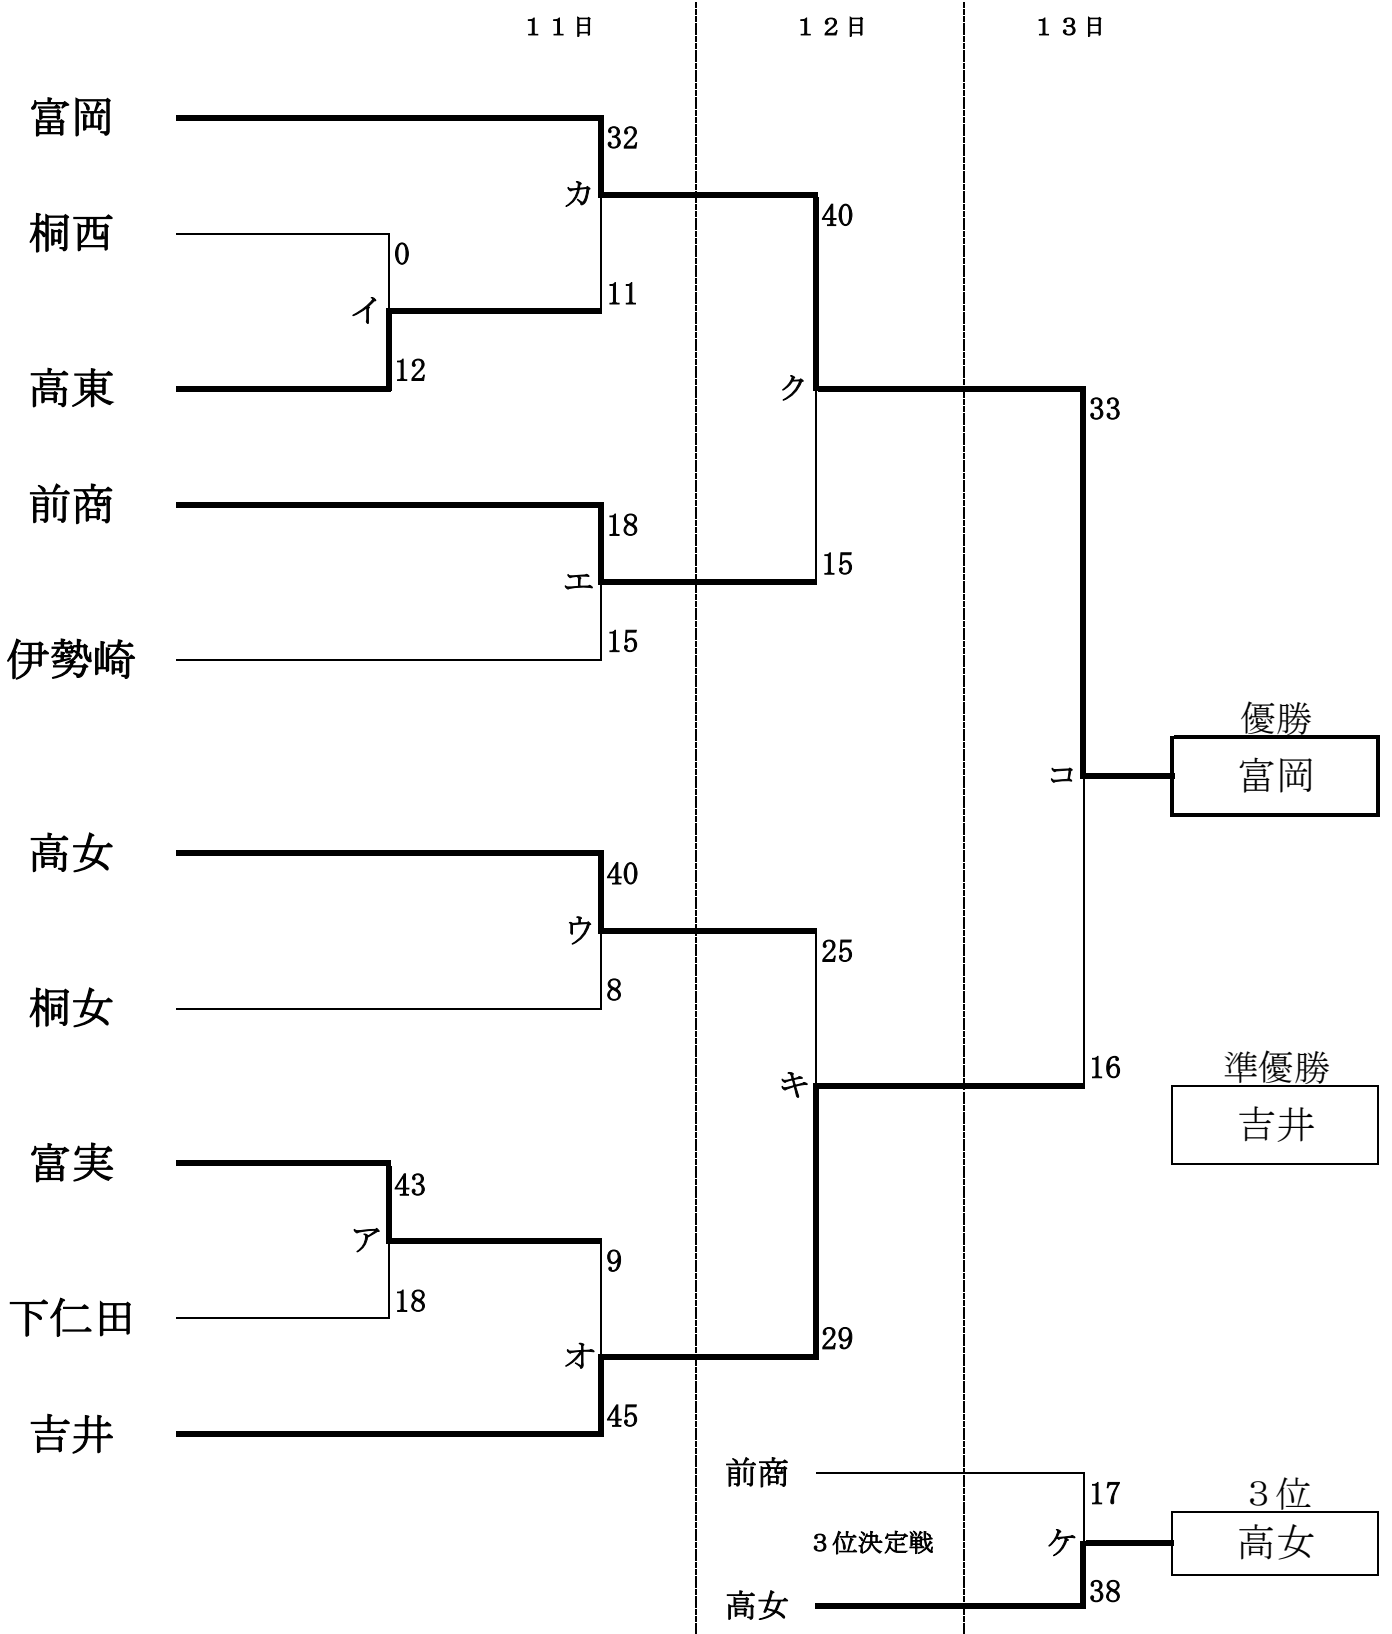 １１日
１２日
１３日
富岡
32
カ
40
桐西
0
11
イ
12
高東
ク
33
前商
18
15
エ
15
伊勢崎
優勝
コ
富岡
高女
40
ウ
25
8
桐女
16
準優勝
キ
吉井
富実
43
ア
9
18
下仁田
29
オ
45
吉井
前商
17
３位
３位決定戦
ケ
高女
38
高女